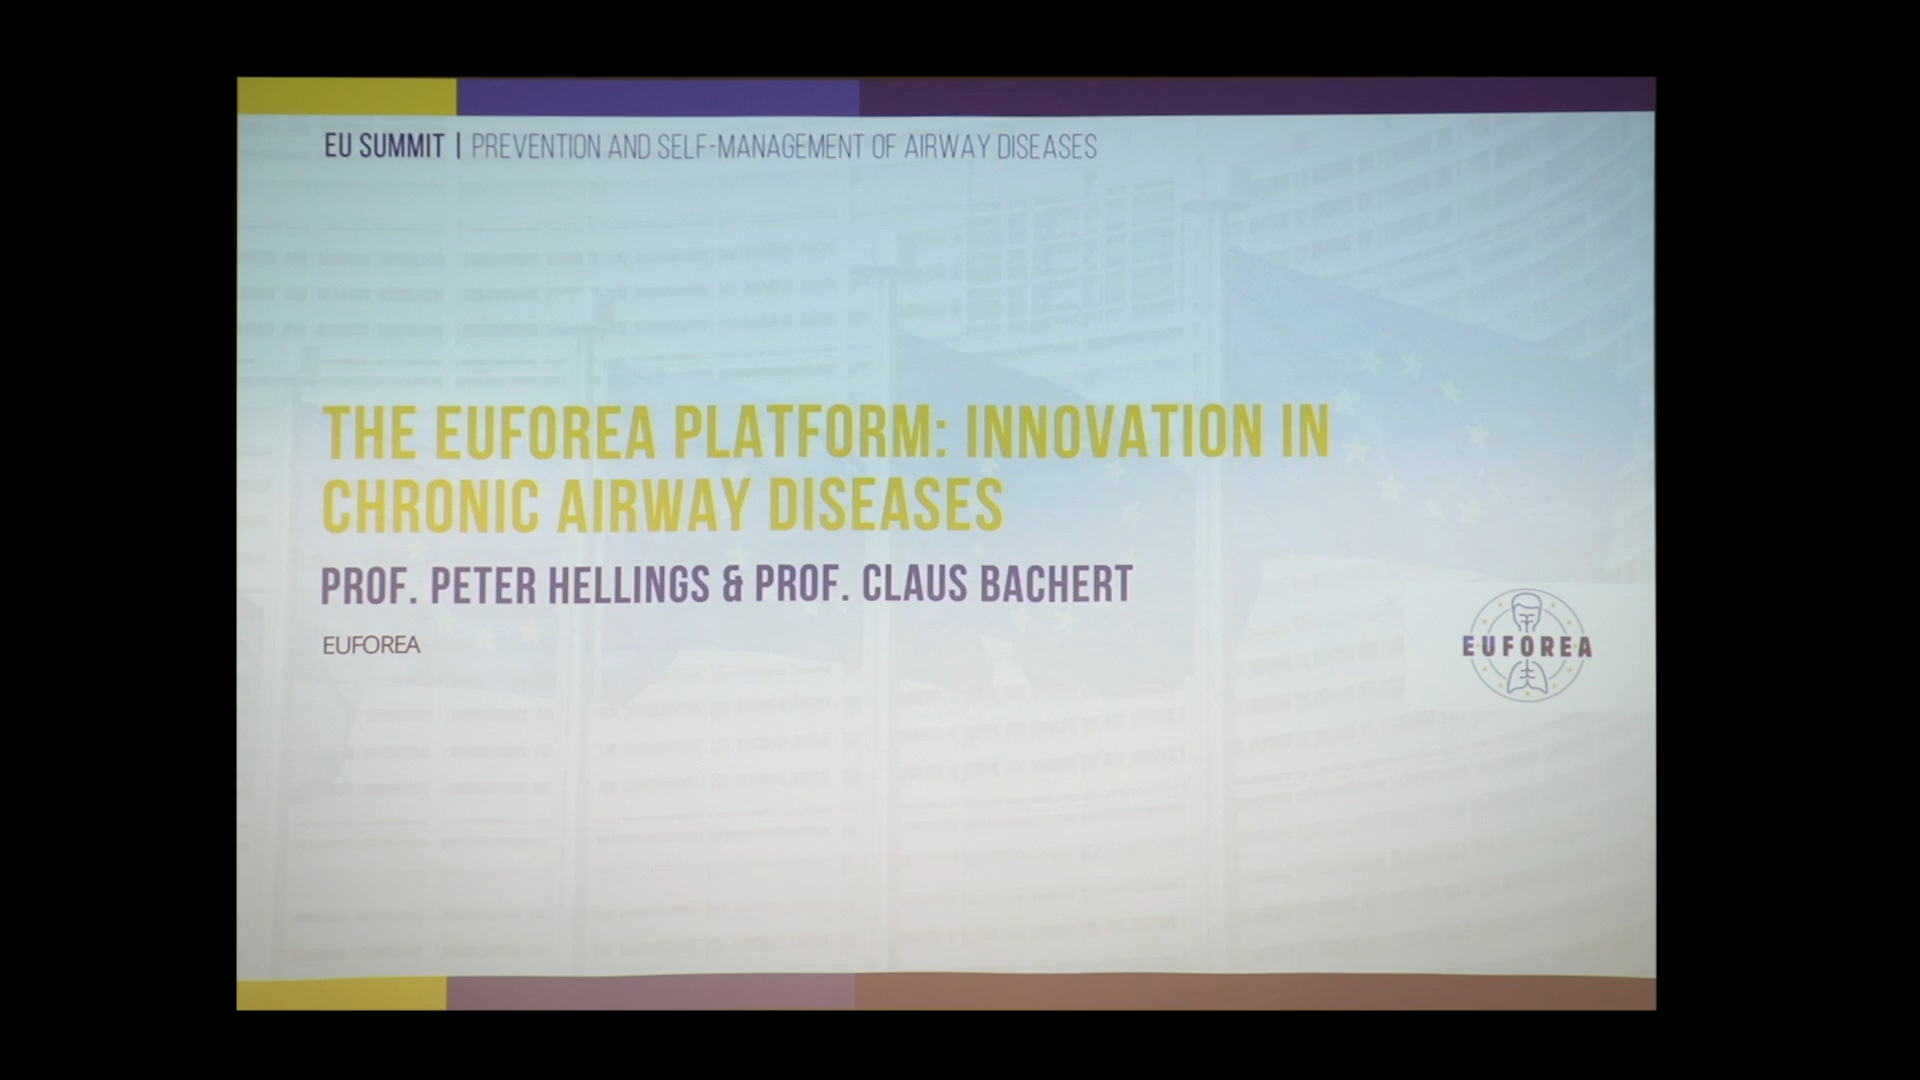 EU SUMMIT | PREVENTION AND SELF-MANAGEMENT OF AIRWAY DISEASES
THE EUFOREA PLATFORM: INNOVATION IN
CHRONIC AIRWAY DISEASES
PROF. PETER HELLINGS & PROF. CLAUS BACHERT
EUFOREA
EUFOREA